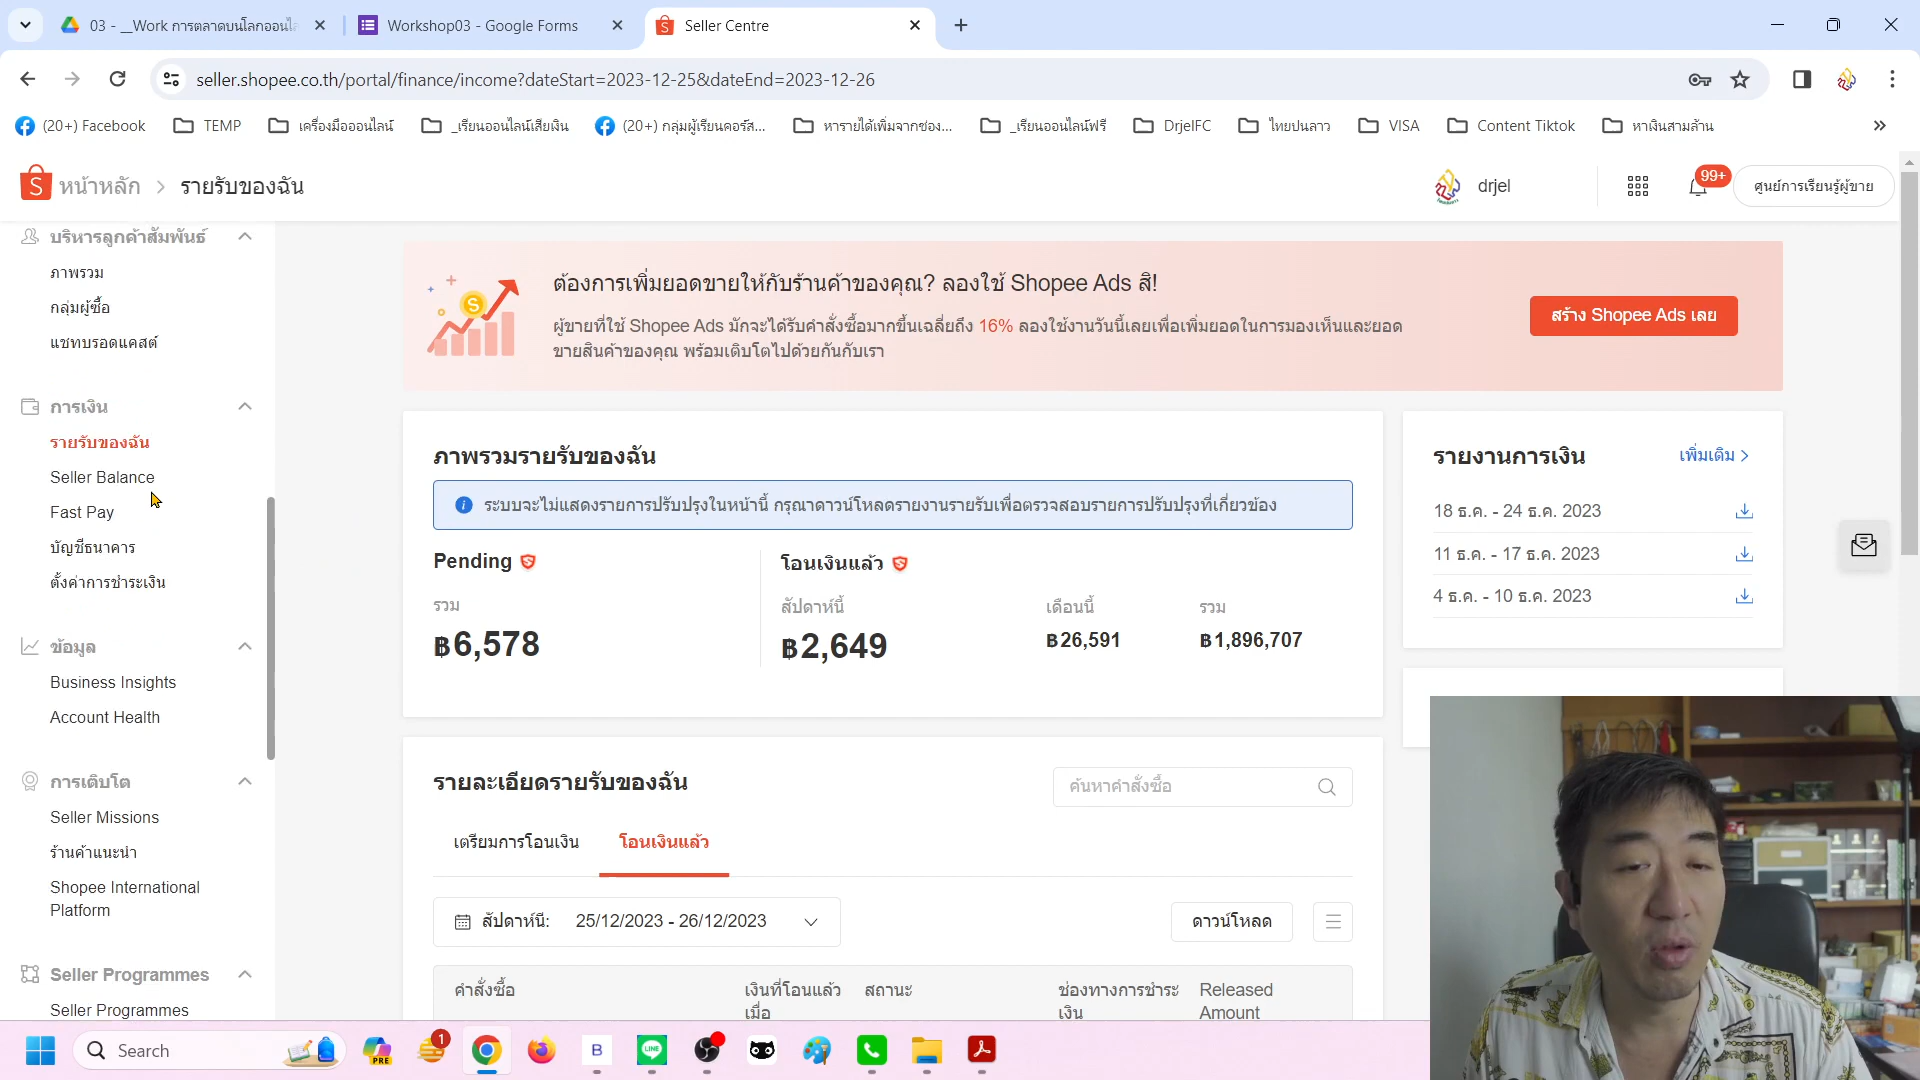 03 - __Work การตลาดบนโลกออนไล
Workshop03 - Google Forms
Seller Centre
seller.shopee.co.th/portal/finance/income?dateStart=2023-12-25&dateEnd=2023-12-26
(20+) Facebook
TEMP
เครื่องมือออนไลน์
_เรียนออนไลน์เสียเงิน
(20+) กลุ่มผู้เรียนคอร์ส...
หารายได้เพิ่มจากช่อง...
_เรียนออนไลน์ฟรี
DrjelFC
ไทยปนลาว
VISA
Content Tiktok
หาเงินสามล้าน
หน้าหลัก > รายรับของฉัน
drjel
99+
ศูนย์การเรียนรู้ผู้ขาย
บริหารลูกค้าสัมพันธ์
ภาพรวม
กลุ่มผู้ซื้อ
แชทบรอดแคสต์
การเงิน
รายรับของฉัน
Seller Balance
Fast Pay
บัญชีธนาคาร
ตั้งค่าการชำระเงิน
ข้อมูล
Business Insights
Account Health
การเติบโต
Seller Missions
ร้านค้าแนะนำ
Shopee International
Platform
Seller Programmes
Seller Programmes
ต้องการเพิ่มยอดขายให้กับร้านค้าของคุณ? ลองใช้ Shopee Ads สิ!
ผู้ขายที่ใช้ Shopee Ads มักจะได้รับคำสั่งซื้อมากขึ้นเฉลี่ยถึง 16% ลองใช้งานวันนี้เลยเพื่อเพิ่มยอดในการมองเห็นและยอด
ขายสินค้าของคุณ พร้อมเติบโตไปด้วยกันกับเรา
สร้าง Shopee Ads เลย
ภาพรวมรายรับของฉัน
ระบบจะไม่แสดงรายการปรับปรุงในหน้านี้ กรุณาดาวน์โหลดรายงานรายรับเพื่อตรวจสอบรายการปรับปรุงที่เกี่ยวข้อง
Pending
รวม
฿6,578
โอนเงินแล้ว
สัปดาห์นี้
฿2,649
เดือนนี้
฿26,591
รวม
฿1,896,707
รายงานการเงิน
เพิ่มเติม >
18 ธ.ค. - 24 ธ.ค. 2023
11 ธ.ค. - 17 ธ.ค. 2023
4 ธ.ค. - 10 ธ.ค. 2023
รายละเอียดรายรับของฉัน
ค้นหาคำสั่งซื้อ
เตรียมการโอนเงิน
โอนเงินแล้ว
สัปดาห์นี้: 25/12/2023 - 26/12/2023
ดาวน์โหลด
คำสั่งซื้อ
เงินที่โอนแล้ว
เมื่อ
สถานะ
ช่องทางการชำระ
เงิน
Released
Amount
Search
PRE
1
B
LINE